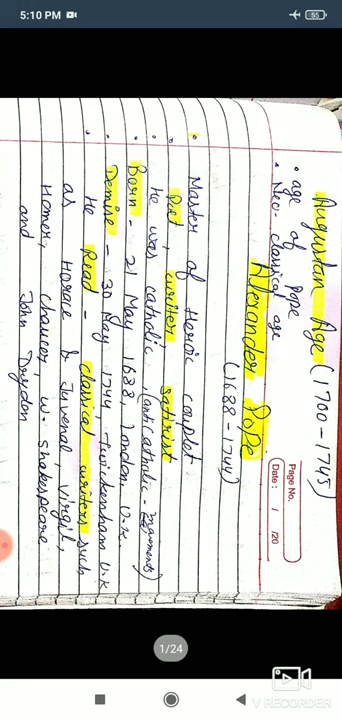 5:10 PM
55
Page No.
Date : / /20
Augustan Age (1700-1745)
• age of pope
• Neo-classical age
Alexander Pope
(1688-1744)
• Master of Heroic couplet
• Poet, writer satirist
• He was catholic, (anti catholic-
Born - 21 May 1688, London U.K.
Demise - 30 May 1744 Twickenham U.K
• He Read - classical writers such
as Horace & Juvenal, Virgil,
Homer, chaucer, W. Shakespeare
and John Drydon
1/24
V RECORDER